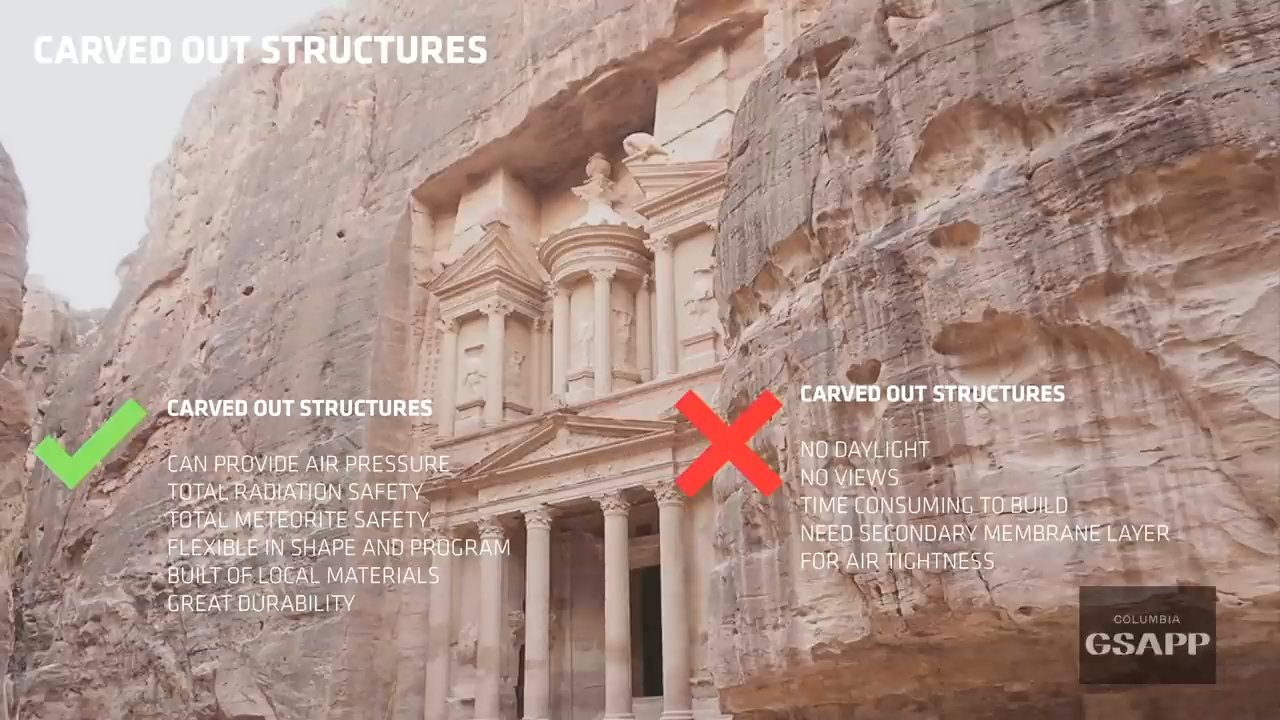 CARVED OUT STRUCTURES
CARVED OUT STRUCTURES
CAN PROVIDE AIR PRESSURE
TOTAL RADIATION SAFETY
TOTAL METEORITE SAFETY
FLEXIBLE IN SHAPE AND PROGRAM
BUILT OF LOCAL MATERIALS
GREAT DURABILITY
CARVED OUT STRUCTURES
NO DAYLIGHT
NO VIEWS
TIME CONSUMING TO BUILD
NEED SECONDARY MEMBRANE LAYER
FOR AIR TIGHTNESS
COLUMBIA
GSAPP